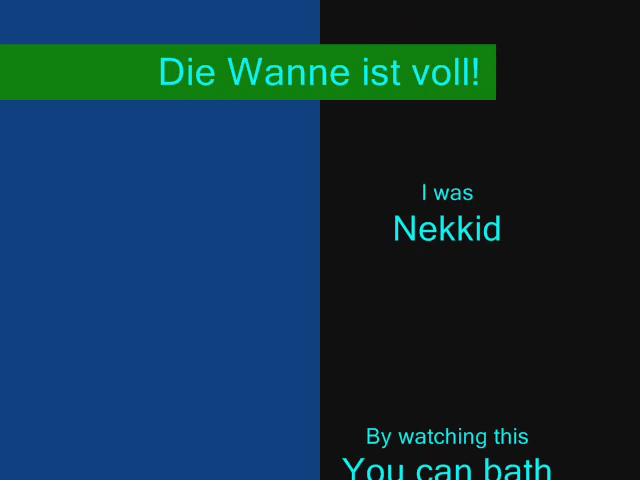 Die Wanne ist voll!
I was
Nekkid
By watching this
You can bath